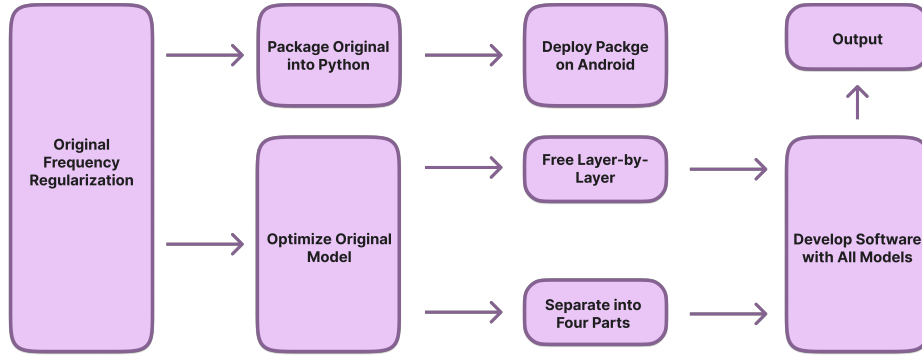 Original
Frequency
Regularization
Package Original
into Python
Deploy Packge
on Android
Optimize Original
Model
Free Layer-by-
Layer
Separate into
Four Parts
Develop Software
with All Models
Output